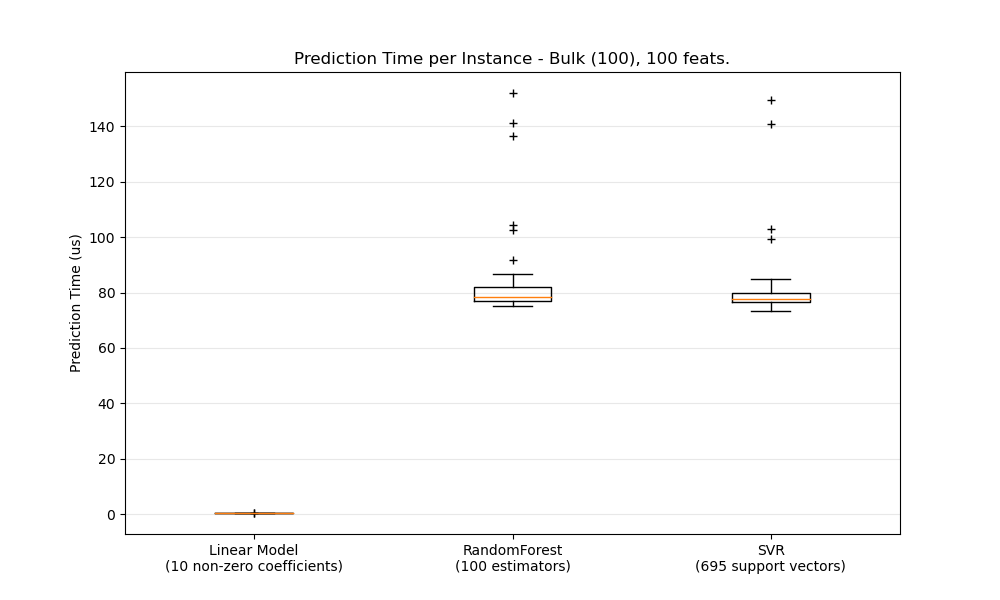 Prediction Time per Instance - Bulk (100), 100 feats.
Prediction Time (us)
140
120
100
80
60
40
20
0
Linear Model
(10 non-zero coefficients)
RandomForest
(100 estimators)
SVR
(695 support vectors)